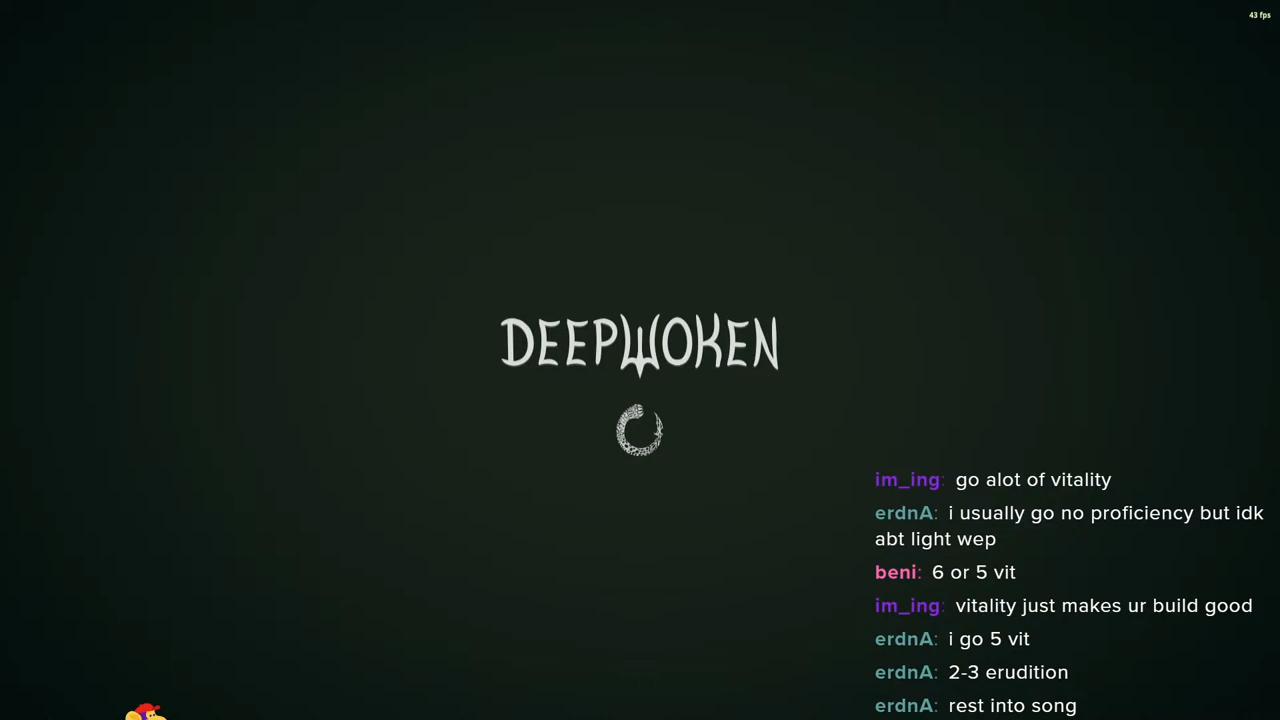 43 fps
DEEPWOKEN
im_ing: go alot of vitality
erdnA: i usually go no proficiency but idk
abt light wep
beni: 6 or 5 vit
im_ing: vitality just makes ur build good
erdnA: i go 5 vit
erdnA: 2-3 erudition
erdnA: rest into song